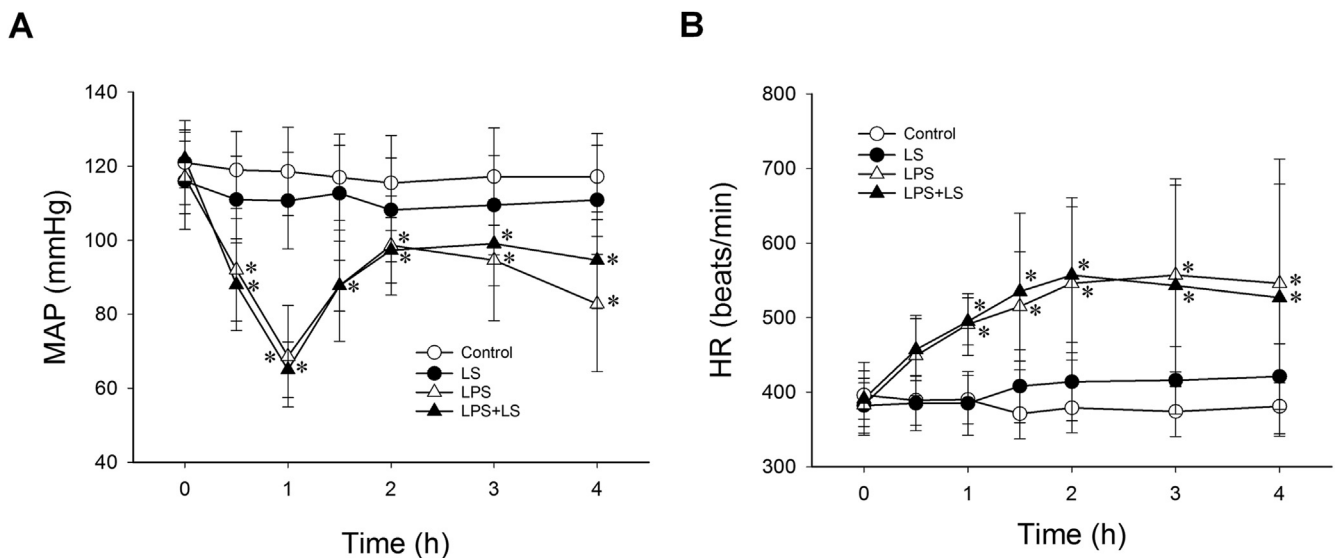 A
MAP (mmHg)
140
120
100
80
60
40
* * * * * * * * * * *
Control
LS
LPS
LPS+LS
0 1 2 3 4
Time (h)
B
HR (beats/min)
800
700
600
500
400
300
Control
LS
LPS
LPS+LS
* * * * * * * * * *
0 1 2 3 4
Time (h)